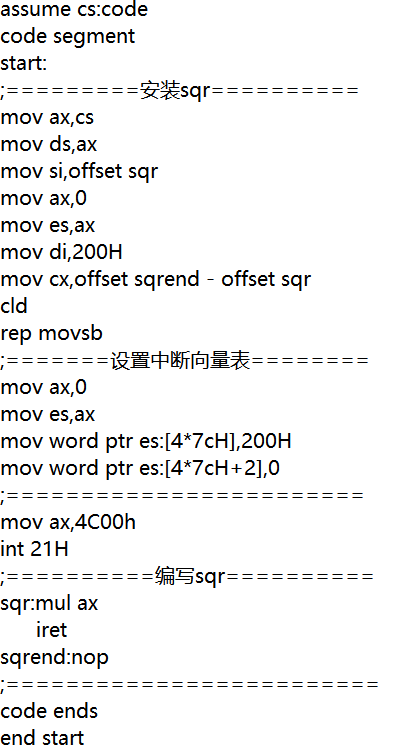 assume cs:code
code segment
start:
;=========安装sqr==========
mov ax,cs
mov ds,ax
mov si,offset sqr
mov ax,0
mov es,ax
mov di,200H
mov cx,offset sqrend - offset sqr
cld
rep movsb
;=======设置中断向量表========
mov ax,0
mov es,ax
mov word ptr es:[4*7cH],200H
mov word ptr es:[4*7cH+2],0
;========================
mov ax,4C00h
int 21H
;==========编写sqr==========
sqr:mul ax
iret
sqrend:nop
;=========================
code ends
end start